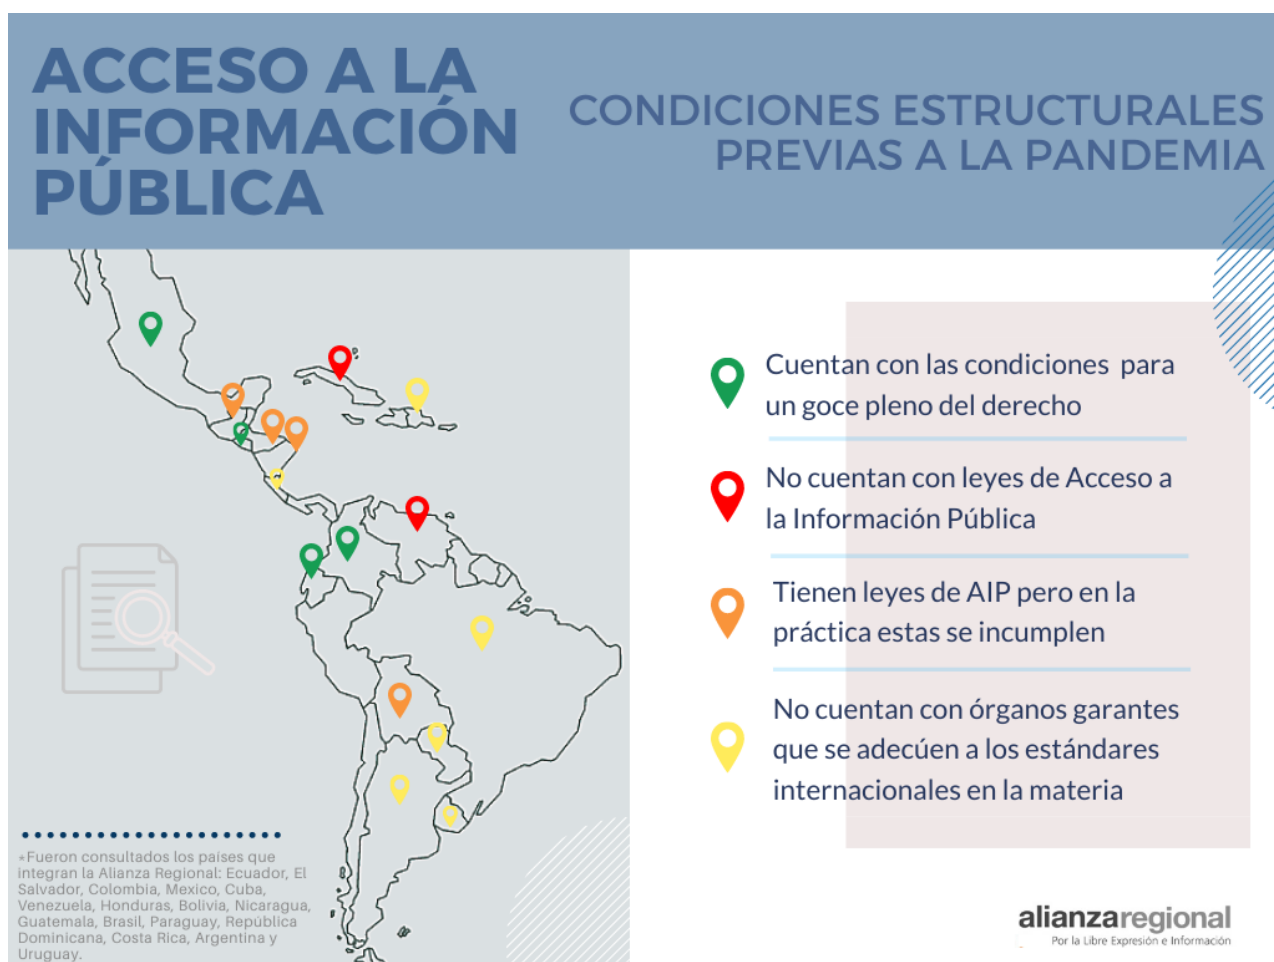 ACCESO A LA
INFORMACIÓN
PÚBLICA
CONDICIONES ESTRUCTURALES
PREVIAS A LA PANDEMIA
Cuentan con las condiciones para
un goce pleno del derecho
No cuentan con leyes de Acceso a
la Información Pública
Tienen leyes de AIP pero en la
práctica estas se incumplen
No cuentan con órganos garantes
que se adecúen a los estándares
internacionales en la materia
*Fueron consultados los países que
integran la Alianza Regional: Ecuador, El
Salvador, Colombia, Mexico, Cuba,
Venezuela, Honduras, Bolivia, Nicaragua,
Guatemala, Brasil, Paraguay, República
Dominicana, Costa Rica, Argentina y
Uruguay.
alianzaregional
Por la Libre Expresión e Información